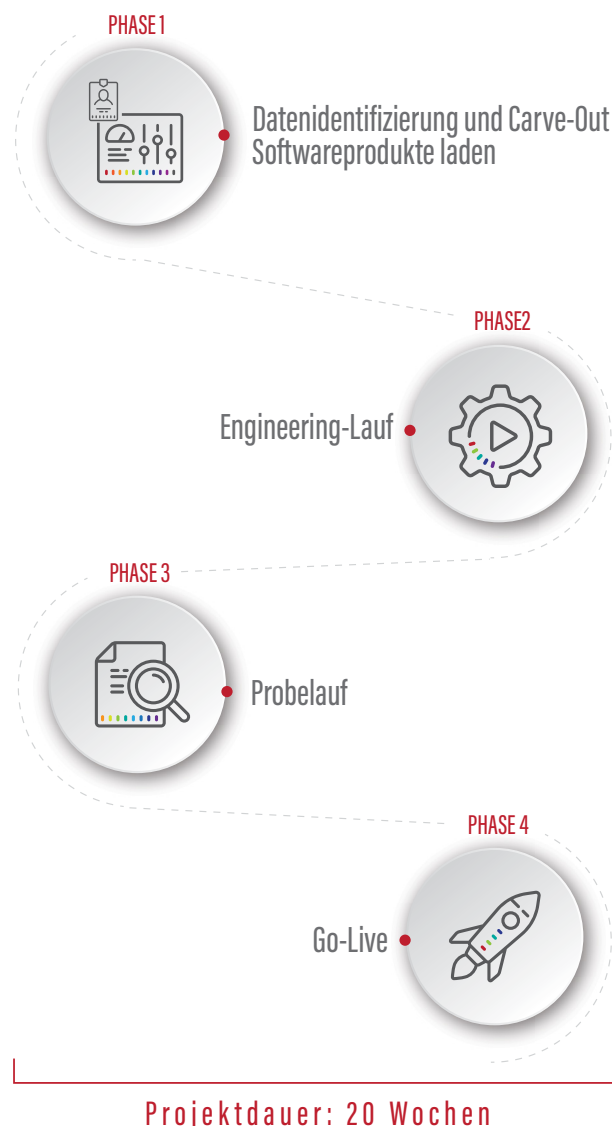 PHASE 1
Datenidentifizierung und Carve-Out
Softwareprodukte laden
PHASE2
Engineering-Lauf
PHASE 3
Probelauf
PHASE 4
Go-Live
Projektdauer: 20 Wochen